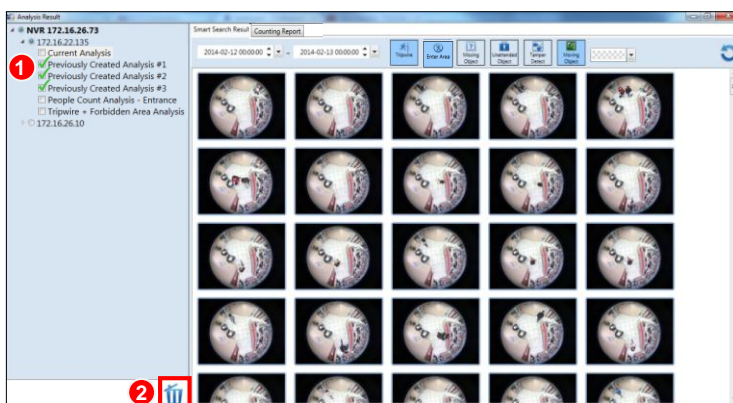 Analysis Result
NVR 172.16.26.73
172.16.22.135
Current Analysis
Previously Created Analysis #1
Previously Created Analysis #2
Previously Created Analysis #3
People Count Analysis - Entrance
Tripwire + Forbidden Area Analysis
172.16.26.10
1
2
Smart Search Result
Counting Report
2014-02-12 00:00:00 - 2014-02-13 00:00:00
Tripwire
Enter Area
Missing Object
Unattended Object
Tamper Detect
Moving Object